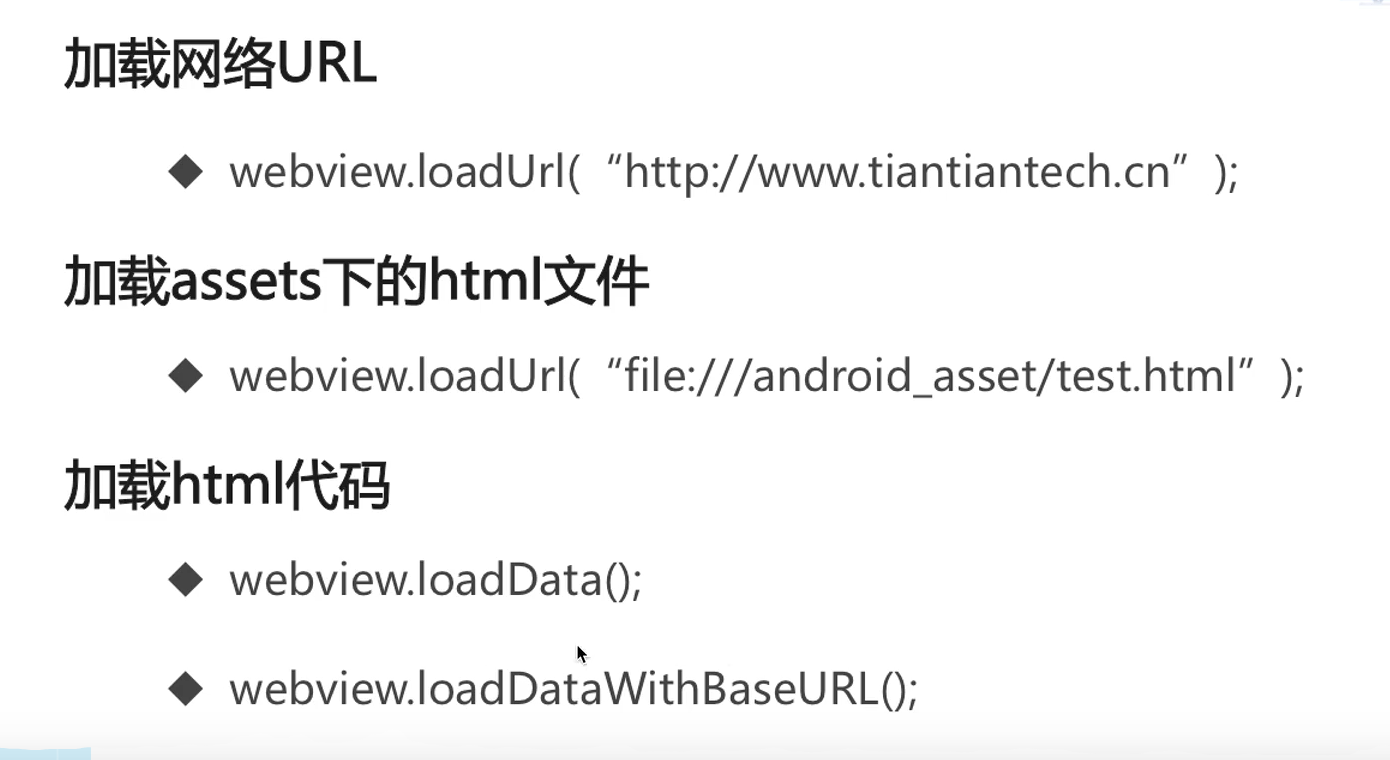 加载网络URL
◆ webview.loadUrl(“http://www.tiantiantech.cn”);
加载assets下的html文件
◆ webview.loadUrl(“file:///android_asset/test.html”);
加载html代码
◆ webview.loadData();
◆ webview.loadDataWithBaseURL();